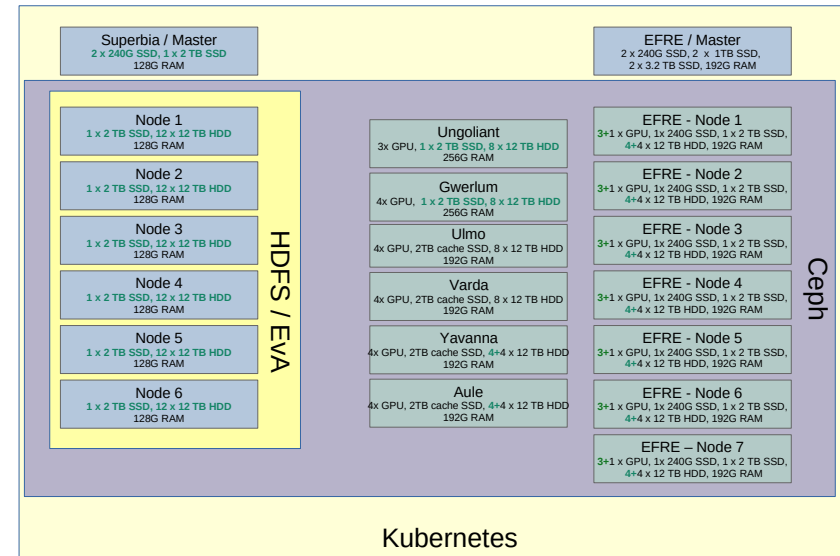 Superbia / Master
2 x 240G SSD, 1 x 2 TB SSD
128G RAM
EFRE / Master
2 x 240G SSD, 2 x 1TB SSD,
2 x 3.2 TB SSD, 192G RAM
Node 1
1 x 2 TB SSD, 12 x 12 TB HDD
128G RAM
Node 2
1 x 2 TB SSD, 12 x 12 TB HDD
128G RAM
Node 3
1 x 2 TB SSD, 12 x 12 TB HDD
128G RAM
Node 4
1 x 2 TB SSD, 12 x 12 TB HDD
128G RAM
Node 5
1 x 2 TB SSD, 12 x 12 TB HDD
128G RAM
Node 6
1 x 2 TB SSD, 12 x 12 TB HDD
128G RAM
HDFS / EvA
Ungoliant
3x GPU, 1 x 2 TB SSD, 8 x 12 TB HDD
256G RAM
Gwerlum
4x GPU, 1 x 2 TB SSD, 8 x 12 TB HDD
256G RAM
Ulmo
4x GPU, 2TB cache SSD, 8 x 12 TB HDD
192G RAM
Varda
4x GPU, 2TB cache SSD, 8 x 12 TB HDD
192G RAM
Yavanna
4x GPU, 2TB cache SSD, 4+4 x 12 TB HDD
192G RAM
Aule
4x GPU, 2TB cache SSD, 4+4 x 12 TB HDD
192G RAM
EFRE - Node 1
3+1 x GPU, 1x 240G SSD, 1 x 2 TB SSD,
4+4 x 12 TB HDD, 192G RAM
EFRE - Node 2
3+1 x GPU, 1x 240G SSD, 1 x 2 TB SSD,
4+4 x 12 TB HDD, 192G RAM
EFRE - Node 3
3+1 x GPU, 1x 240G SSD, 1 x 2 TB SSD,
4+4 x 12 TB HDD, 192G RAM
EFRE - Node 4
3+1 x GPU, 1x 240G SSD, 1 x 2 TB SSD,
4+4 x 12 TB HDD, 192G RAM
EFRE - Node 5
3+1 x GPU, 1x 240G SSD, 1 x 2 TB SSD,
4+4 x 12 TB HDD, 192G RAM
EFRE - Node 6
3+1 x GPU, 1x 240G SSD, 1 x 2 TB SSD,
4+4 x 12 TB HDD, 192G RAM
EFRE – Node 7
3+1 x GPU, 1x 240G SSD, 1 x 2 TB SSD,
4+4 x 12 TB HDD, 192G RAM
Ceph
Kubernetes